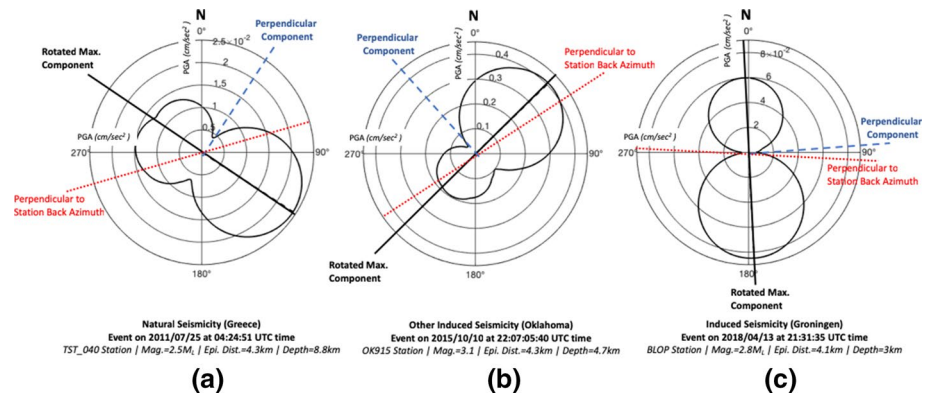 N
0°
PGA (cm/sec² )
2.5×10⁻²
2
1.5
1
0.5
Perpendicular
Component
Rotated Max.
Component
PGA (cm/sec² )
270°
90°
180°
Perpendicular to
Station Back Azimuth
Natural Seismicity (Greece)
Event on 2011/07/25 at 04:24:51 UTC time
TST_040 Station | Mag.=2.5M_L | Epi. Dist.=4.3km | Depth=8.8km
(a)
N
0°
PGA (cm/sec² )
0,4
0,3
0,2
0,1
Perpendicular
Component
Perpendicular to
Station Back Azimuth
PGA (cm/sec² )
270°
90°
180°
Rotated Max.
Component
Other Induced Seismicity (Oklahoma)
Event on 2015/10/10 at 22:07:05:40 UTC time
OK915 Station | Mag.=3.1 | Epi. Dist.=4.3km | Depth=4.7km
(b)
N
0°
PGA (cm/sec² )
8×10⁻²
6
4
2
Perpendicular
Component
PGA (cm/sec² )
270°
90°
Perpendicular to
Station Back Azimuth
180°
Rotated Max.
Component
Induced Seismicity (Groningen)
Event on 2018/04/13 at 21:31:35 UTC time
BLOP Station | Mag.=2.8M_L | Epi. Dist.=4.1km | Depth=3km
(c)